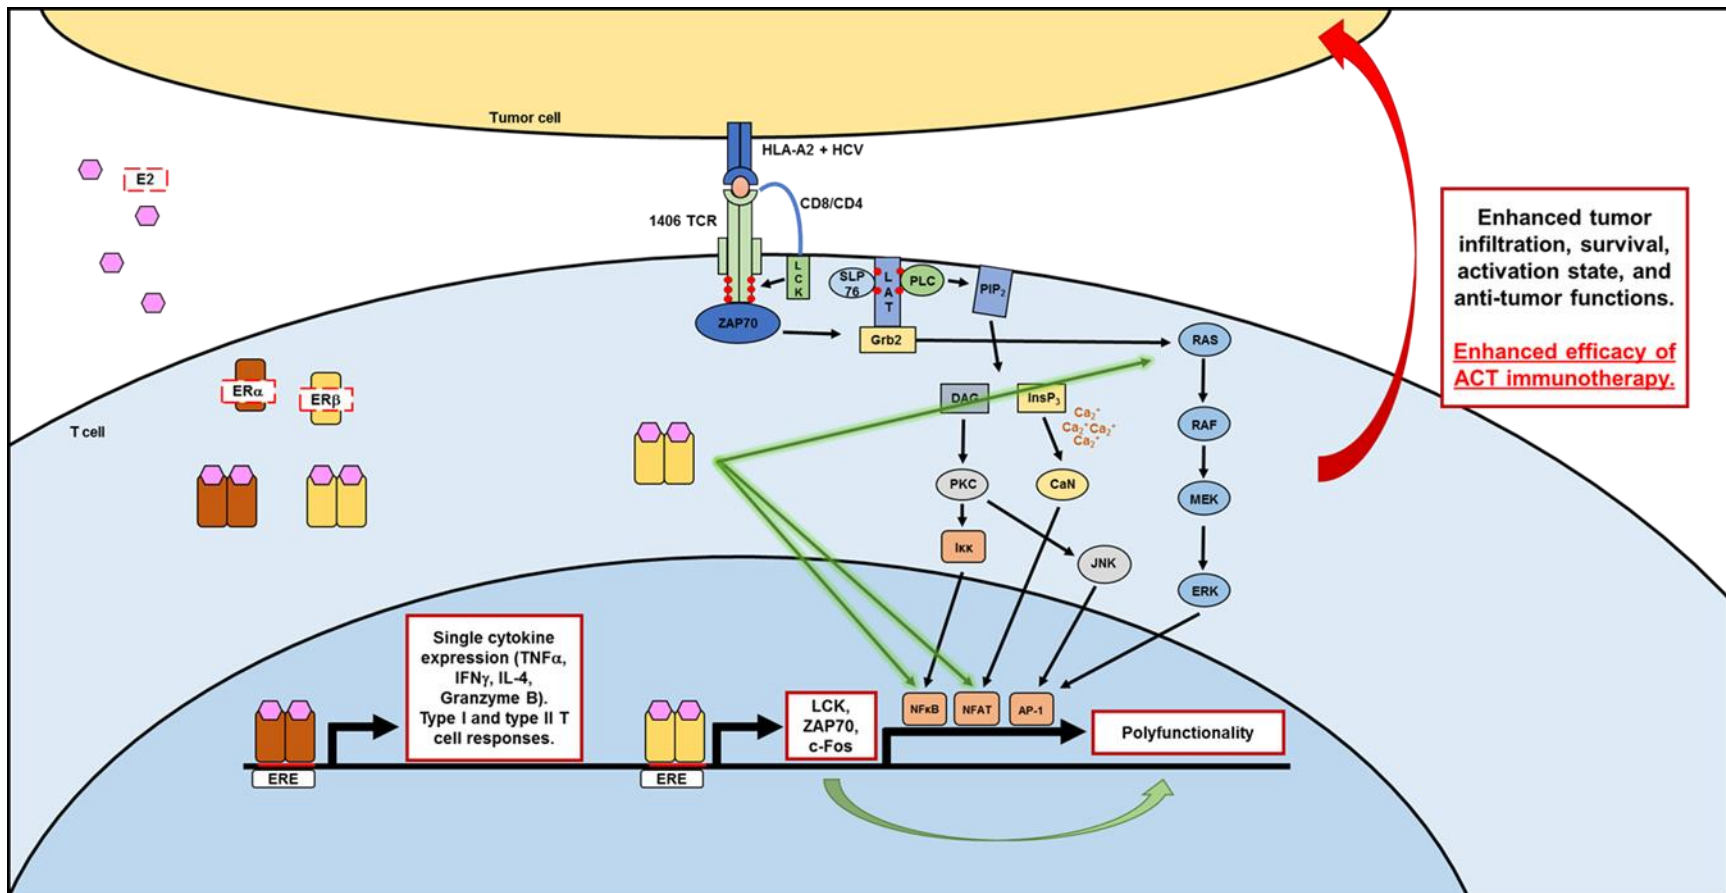 Tumor cell
HLA-A2 + HCV
E2
CD8/CD4
1406 TCR
Enhanced tumor
infiltration, survival,
activation state, and
anti-tumor functions.
Enhanced efficacy of
ACT immunotherapy.
L
C
K
SLP
76
L
A
T
PLC
PIP₂
ZAP70
Grb2
RAS
ERα
ERβ
DAG
InsP₃
Ca₂⁺
Ca₂⁺Ca₂⁺
Ca₂⁺
RAF
T cell
PKC
CaN
MEK
Iκκ
JNK
ERK
Single cytokine
expression (TNFα,
IFNγ, IL-4,
Granzyme B).
Type I and type II T
cell responses.
LCK,
ZAP70,
c-Fos
NFκB
NFAT
AP-1
Polyfunctionality
ERE
ERE